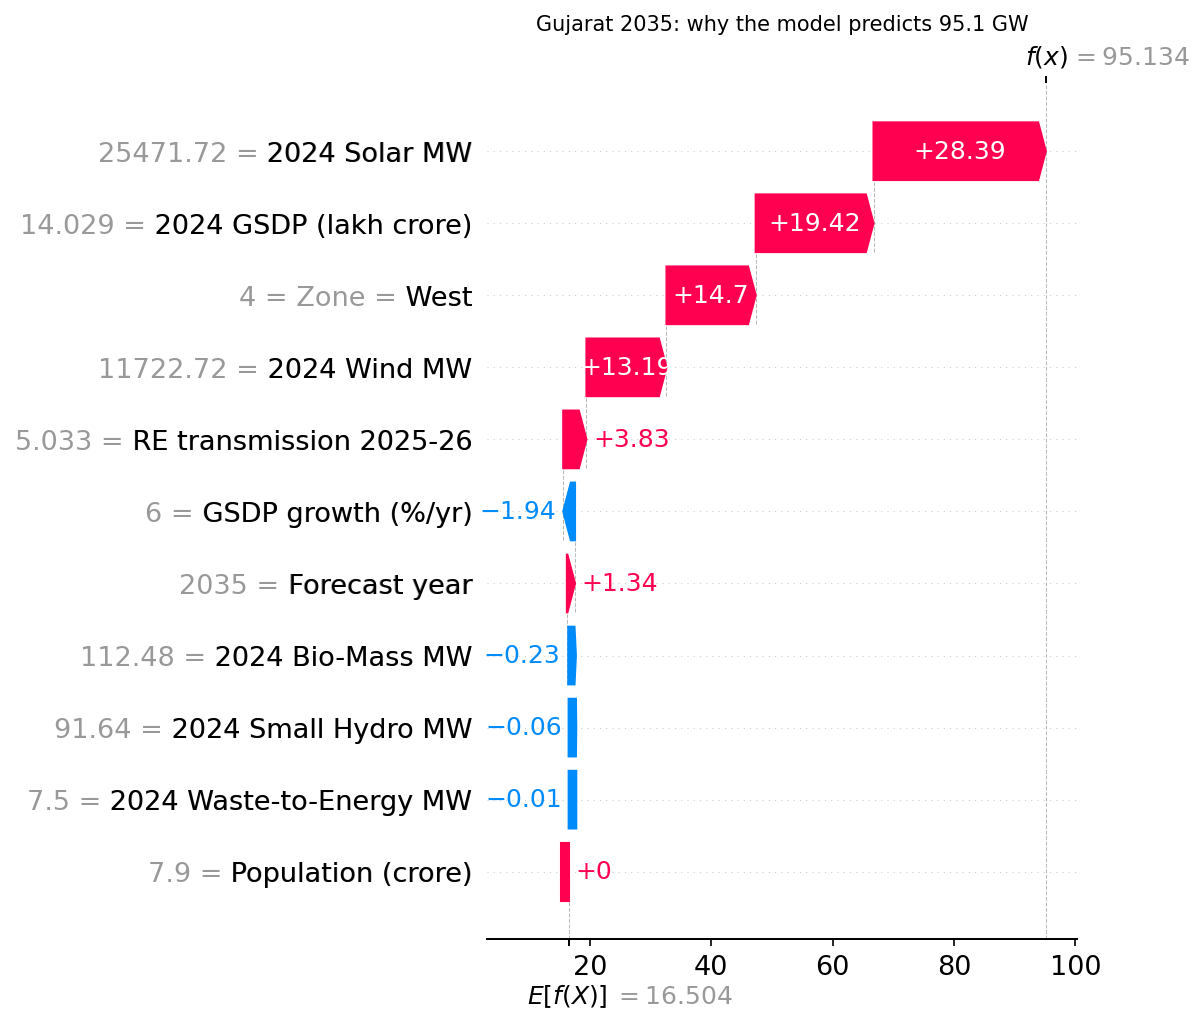 Gujarat 2035: why the model predicts 95.1 GW
f(x) = 95.134
25471.72 = 2024 Solar MW +28.39
14.029 = 2024 GSDP (lakh crore) +19.42
4 = Zone = West +14.7
11722.72 = 2024 Wind MW +13.19
5.033 = RE transmission 2025-26 +3.83
6 = GSDP growth (%/yr) −1.94
2035 = Forecast year +1.34
112.48 = 2024 Bio-Mass MW −0.23
91.64 = 2024 Small Hydro MW −0.06
7.5 = 2024 Waste-to-Energy MW −0.01
7.9 = Population (crore) +0
20 40 60 80 100
E[f(X)] = 16.504